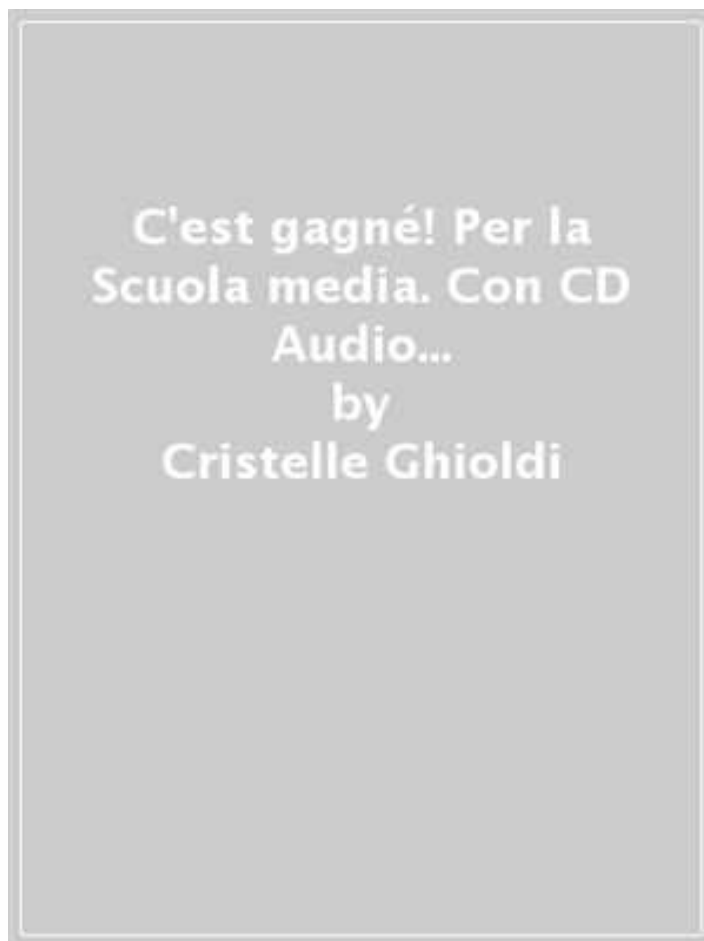 C'est gagné! Per la
Scuola media. Con CD
Audio...
by
Cristelle Ghioldi